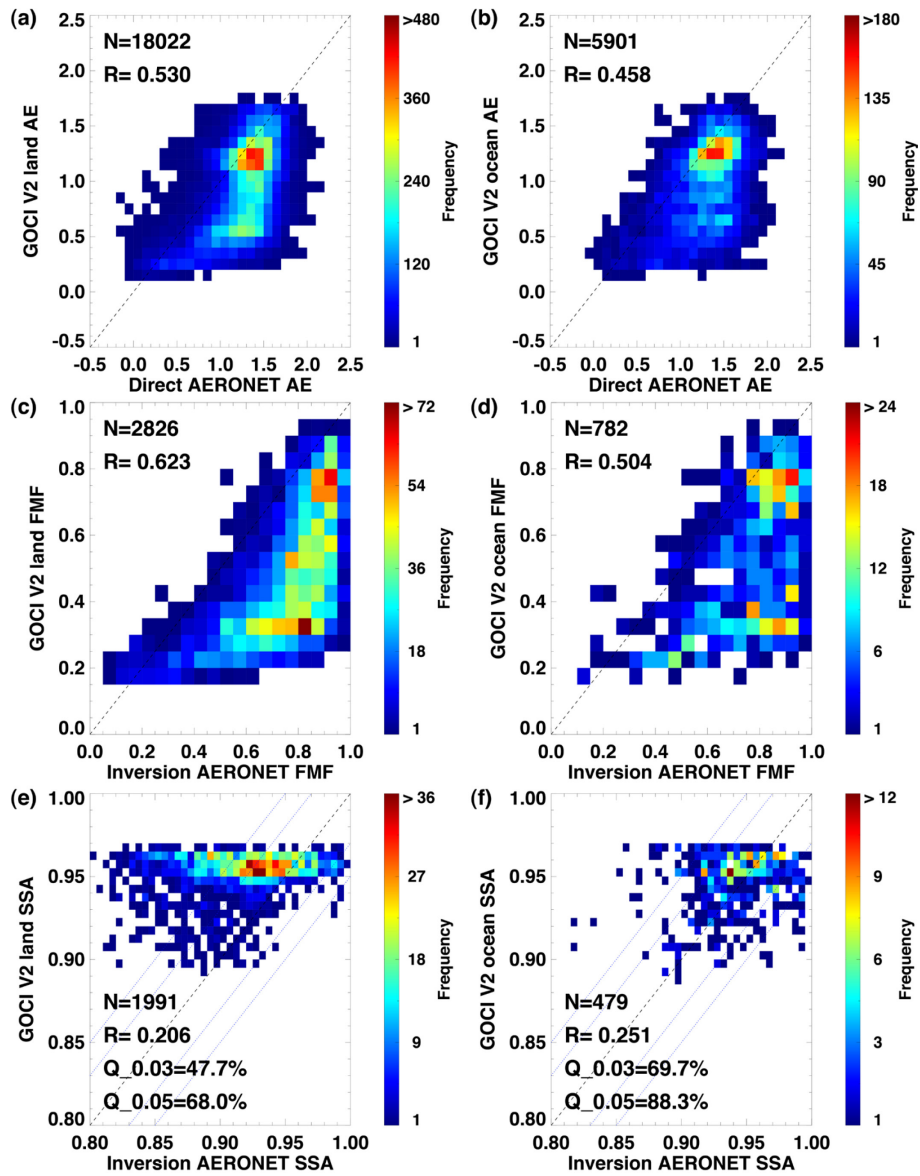 (a)
N=18022
R= 0.530
GOCI V2 land AE
2.5
2.0
1.5
1.0
0.5
0.0
-0.5
-0.5 0.0 0.5 1.0 1.5 2.0 2.5
Direct AERONET AE
>480
360
240
120
1
Frequency
(b)
N=5901
R= 0.458
GOCI V2 ocean AE
2.5
2.0
1.5
1.0
0.5
0.0
-0.5
-0.5 0.0 0.5 1.0 1.5 2.0 2.5
Direct AERONET AE
>180
135
90
45
1
Frequency
(c)
N=2826
R= 0.623
GOCI V2 land FMF
1.0
0.8
0.6
0.4
0.2
0.0
0.0 0.2 0.4 0.6 0.8 1.0
Inversion AERONET FMF
> 72
54
36
18
1
Frequency
(d)
N=782
R= 0.504
GOCI V2 ocean FMF
1.0
0.8
0.6
0.4
0.2
0.0
0.0 0.2 0.4 0.6 0.8 1.0
Inversion AERONET FMF
> 24
18
12
6
1
Frequency
(e)
N=1991
R= 0.206
Q_0.03=47.7%
Q_0.05=68.0%
GOCI V2 land SSA
1.00
0.95
0.90
0.85
0.80
0.80 0.85 0.90 0.95 1.00
Inversion AERONET SSA
> 36
27
18
9
1
Frequency
(f)
N=479
R= 0.251
Q_0.03=69.7%
Q_0.05=88.3%
GOCI V2 ocean SSA
1.00
0.95
0.90
0.85
0.80
0.80 0.85 0.90 0.95 1.00
Inversion AERONET SSA
> 12
9
6
3
1
Frequency